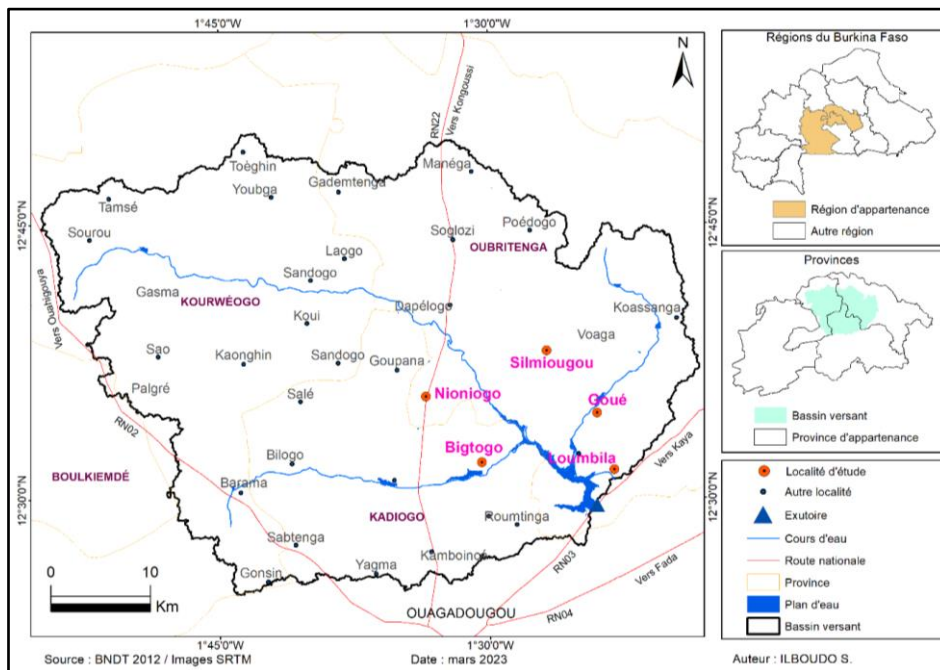 1°45'0"W
1°30'0"W
N
RN22
Vers Kongoussi
Toèghin
Manéga
Youbga
Gademtenga
Tamsé
Poédogo
12°45'0"N
12°45'0"N
Sourou
Soglozi
OUBRITENGA
Laogo
Sandogo
Gasma
KOURWÉOGO
Dapélogo
Koassanga
Vers Ouahigouya
Koui
Voaga
Sao
Kaonghin
Sandogo
Goupana
Silmiougou
Palgré
Salé
Nioniogo
Goué
RN02
Bigtogo
Loumbila
Vers Kaya
Bilogo
BOULKIEMDÉ
Barama
12°30'0"N
12°30'0"N
KADIOGO
Roumtinga
Sabtenga
Kamboincé
RN03
Gonsin
Yagma
Vers Fada
0
10
Km
OUAGADOUGOU
RN04
1°45'0"W
1°30'0"W
Source : BNDT 2012 / Images SRTM
Date : mars 2023
Auteur : ILBOUDO S.
Régions du Burkina Faso
Région d'appartenance
Autre région
Provinces
Bassin versant
Province d'appartenance
Localité d'étude
Autre localité
Exutoire
Cours d'eau
Route nationale
Province
Plan d'eau
Bassin versant